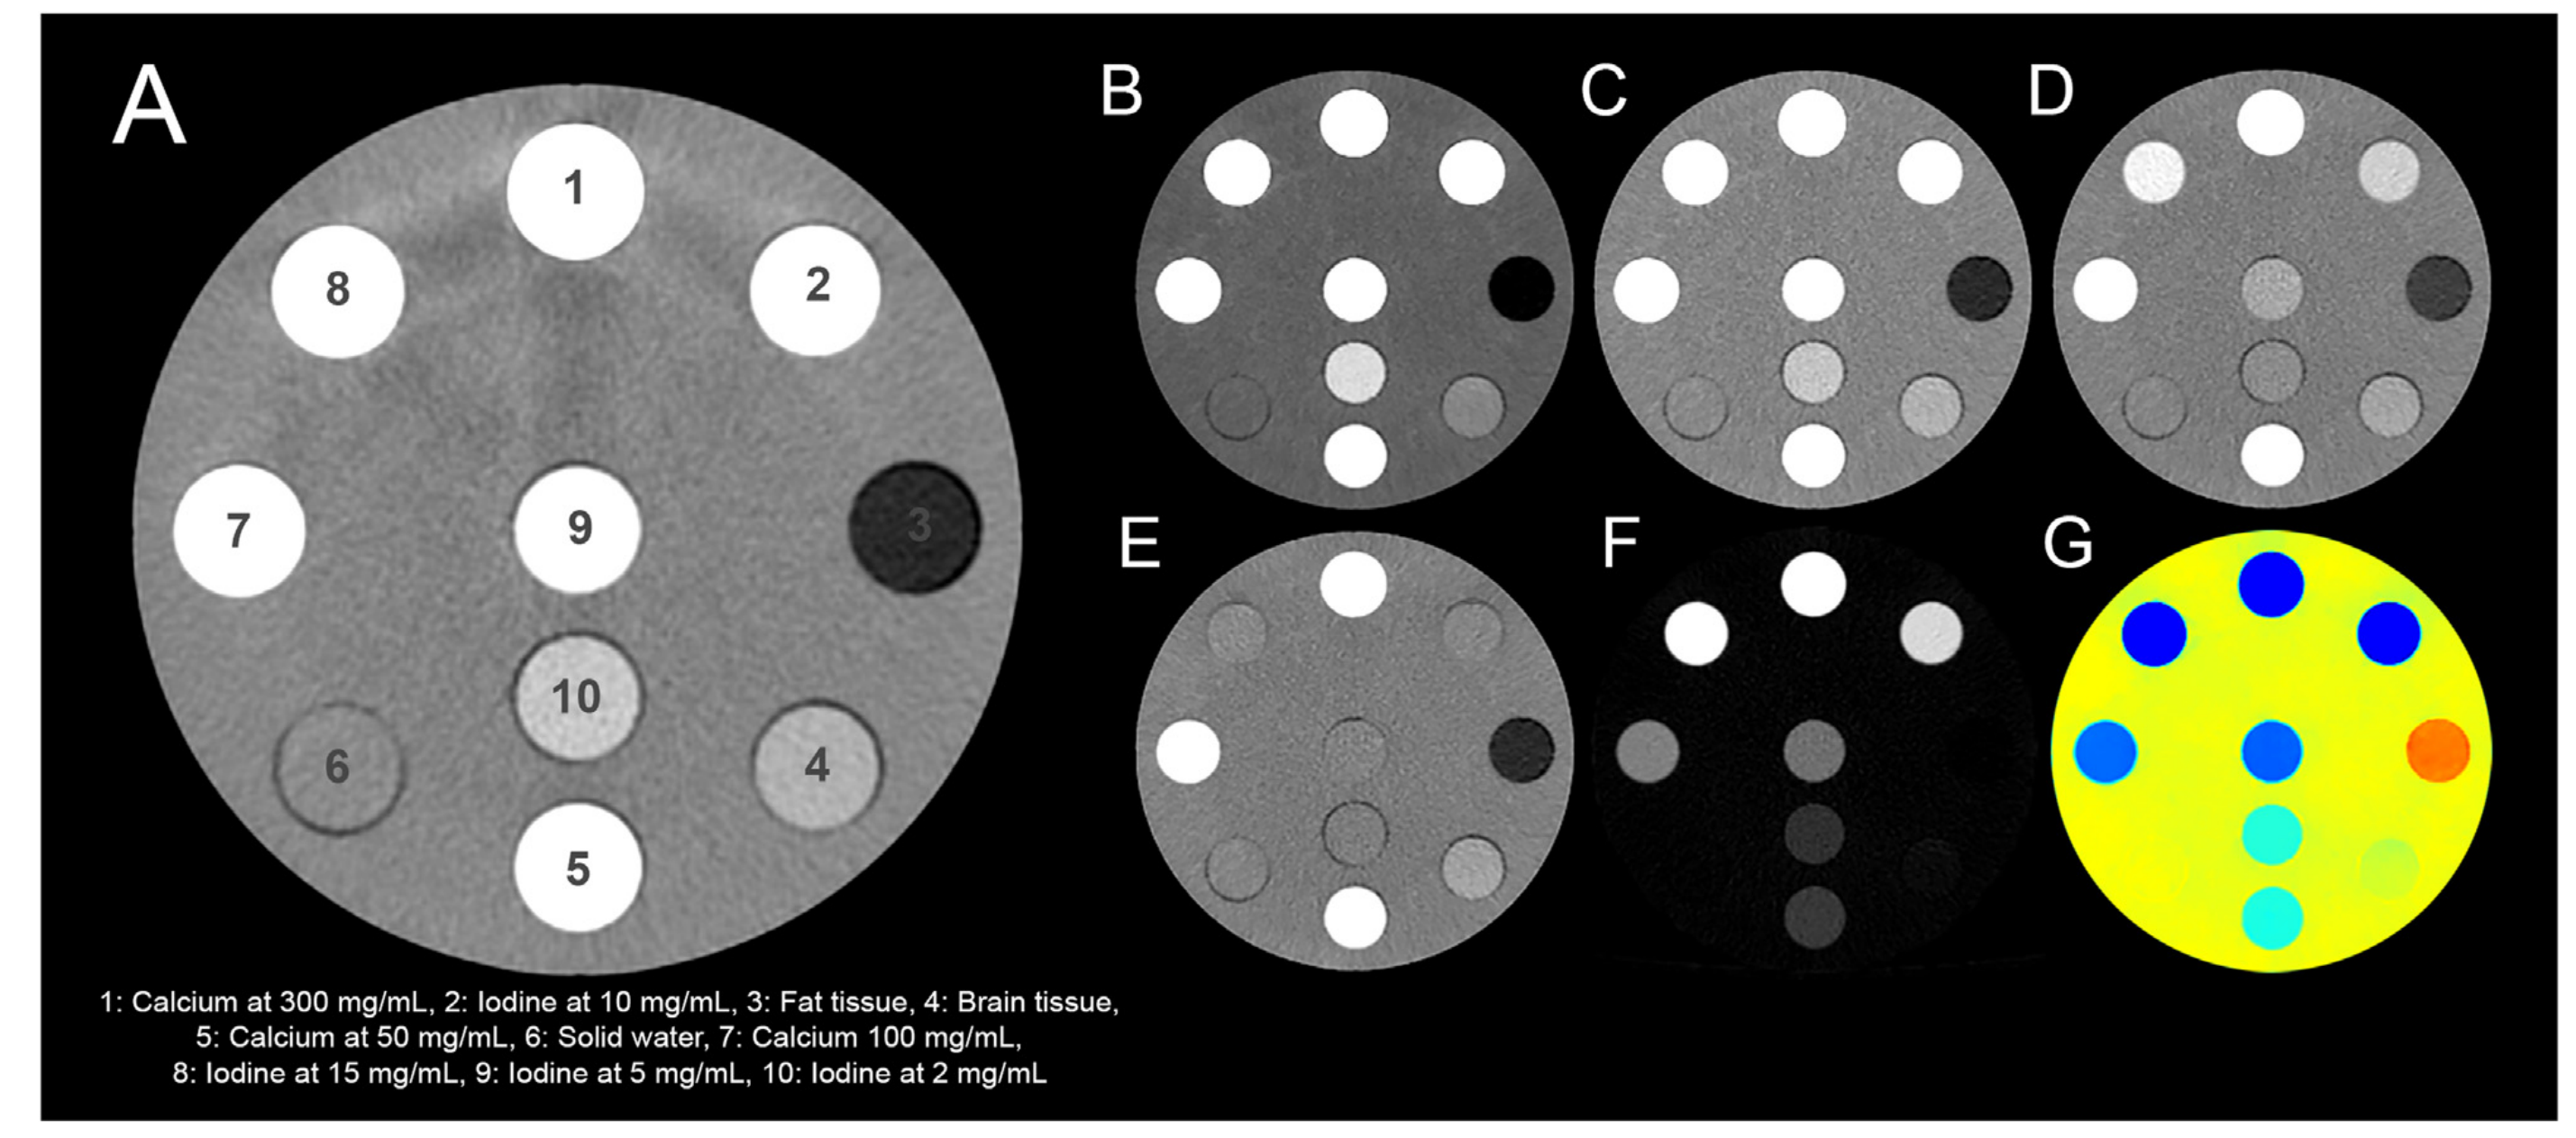 A
B
C
D
1
8
2
7
9
3
10
6
4
5
E
F
G
1: Calcium at 300 mg/mL, 2: Iodine at 10 mg/mL, 3: Fat tissue, 4: Brain tissue,
5: Calcium at 50 mg/mL, 6: Solid water, 7: Calcium 100 mg/mL,
8: Iodine at 15 mg/mL, 9: Iodine at 5 mg/mL, 10: Iodine at 2 mg/mL